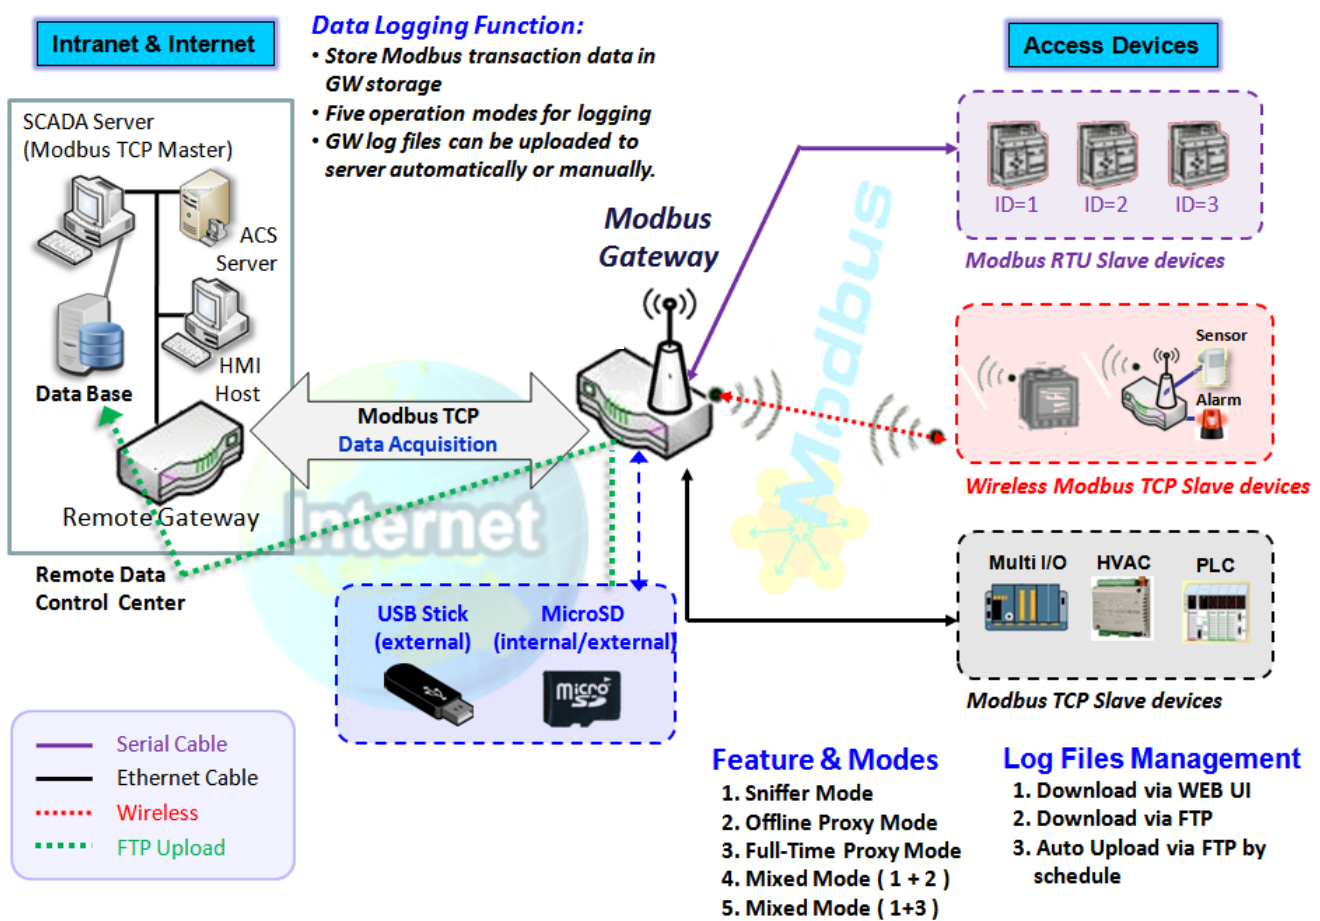 Intranet & Internet
Data Logging Function:
• Store Modbus transaction data in
GW storage
• Five operation modes for logging
• GW log files can be uploaded to
server automatically or manually.
Access Devices
SCADA Server
(Modbus TCP Master)
ACS
Server
HMI
Host
Data Base
Remote Gateway
Remote Data
Control Center
Modbus TCP
Data Acquisition
Internet
Modbus
Gateway
Modbus
ID=1
ID=2
ID=3
Modbus RTU Slave devices
Sensor
Alarm
Wireless Modbus TCP Slave devices
Multi I/O
HVAC
PLC
Modbus TCP Slave devices
USB Stick
(external)
MicroSD
(internal/external)
micro
SD
Serial Cable
Ethernet Cable
Wireless
FTP Upload
Feature & Modes
1. Sniffer Mode
2. Offline Proxy Mode
3. Full-Time Proxy Mode
4. Mixed Mode ( 1 + 2 )
5. Mixed Mode ( 1+3 )
Log Files Management
1. Download via WEB UI
2. Download via FTP
3. Auto Upload via FTP by
schedule